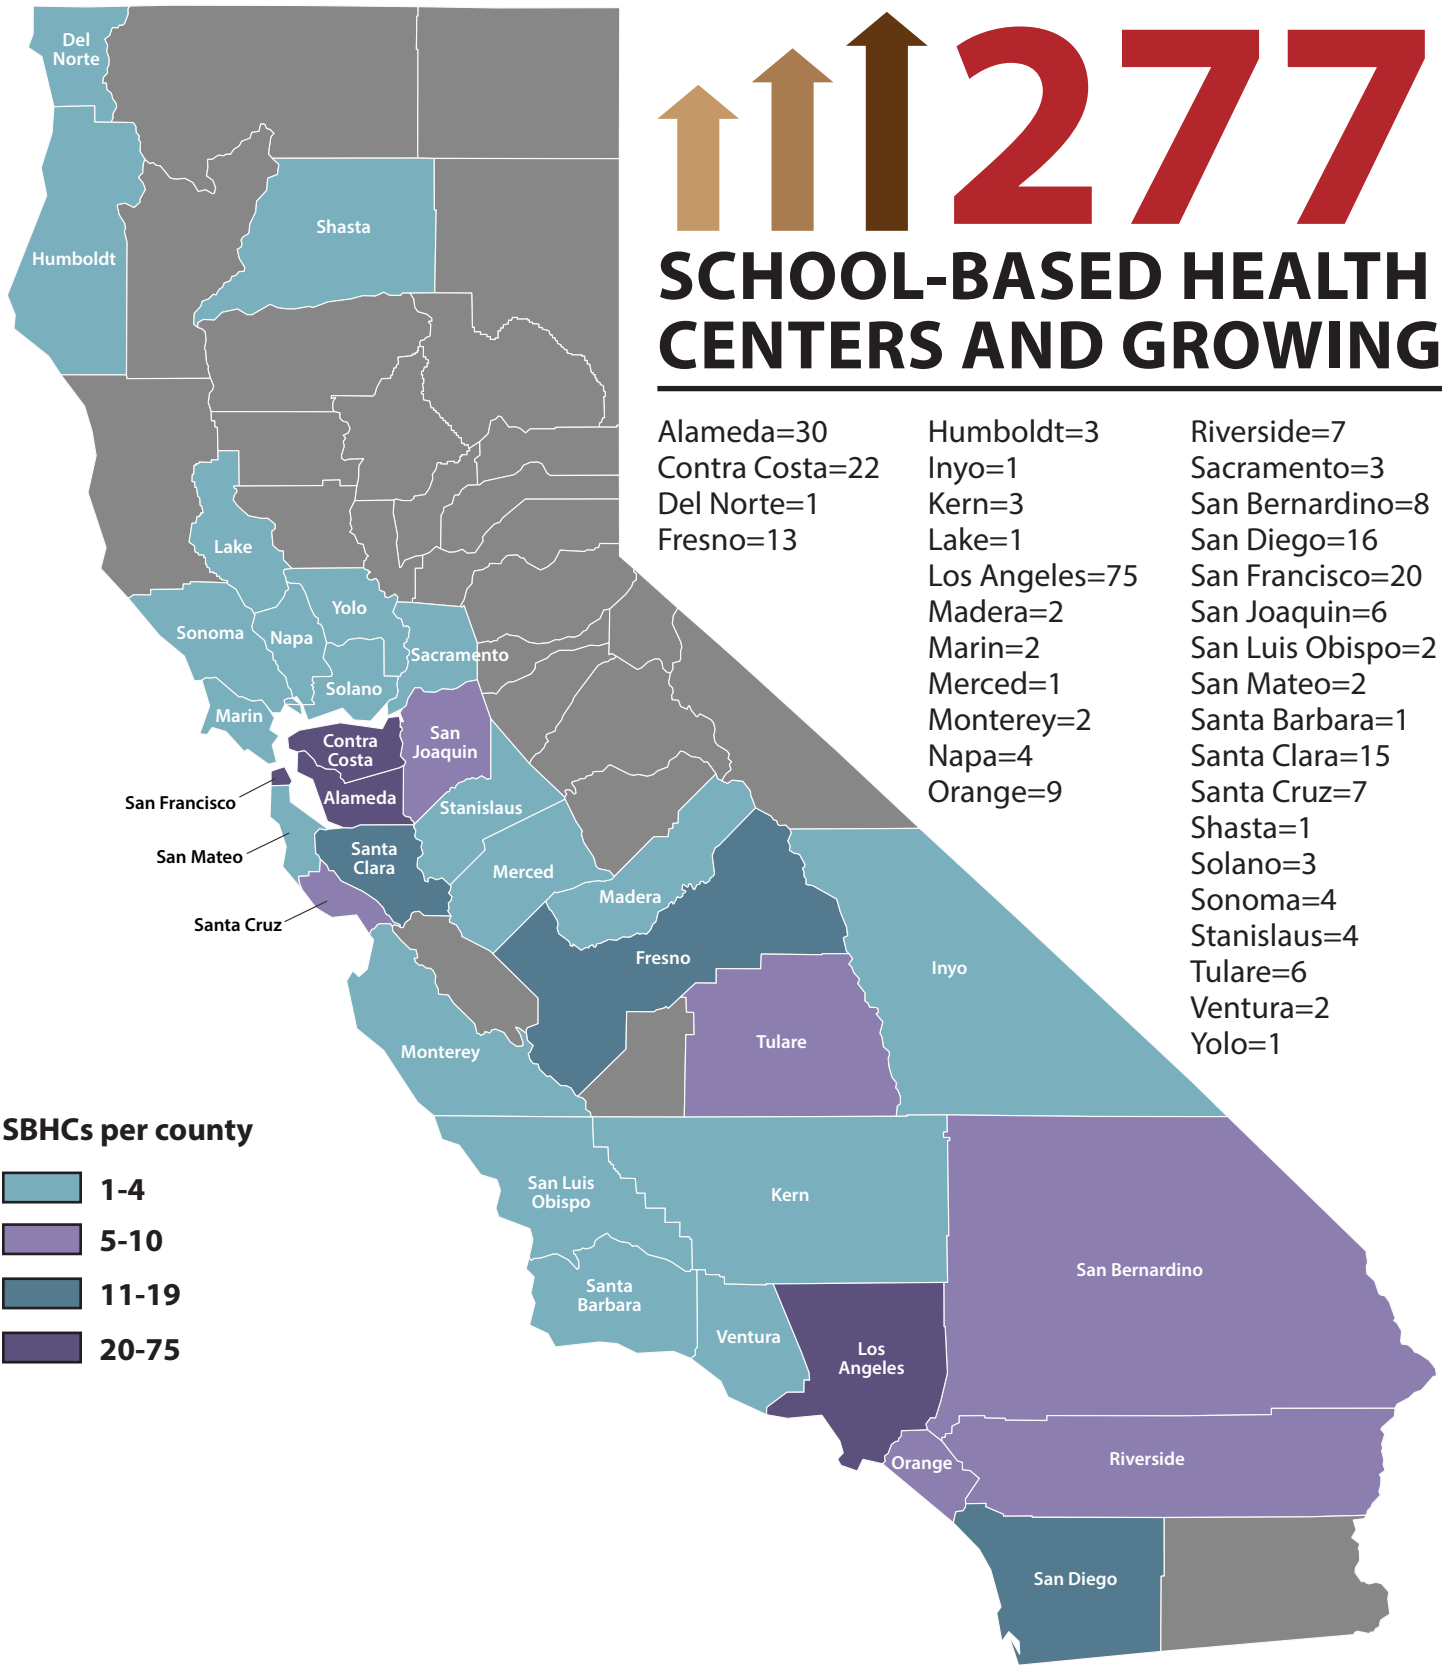 277
SCHOOL-BASED HEALTH
CENTERS AND GROWING
Alameda=30
Contra Costa=22
Del Norte=1
Fresno=13
Humboldt=3
Inyo=1
Kern=3
Lake=1
Los Angeles=75
Madera=2
Marin=2
Merced=1
Monterey=2
Napa=4
Orange=9
Riverside=7
Sacramento=3
San Bernardino=8
San Diego=16
San Francisco=20
San Joaquin=6
San Luis Obispo=2
San Mateo=2
Santa Barbara=1
Santa Clara=15
Santa Cruz=7
Shasta=1
Solano=3
Sonoma=4
Stanislaus=4
Tulare=6
Ventura=2
Yolo=1
Del
Norte
Shasta
Humboldt
Lake
Yolo
Sonoma
Napa
Sacramento
Solano
Marin
Contra
Costa
San
Joaquin
San Francisco
Alameda
Stanislaus
San Mateo
Santa
Clara
Merced
Madera
Santa Cruz
Fresno
Inyo
Monterey
Tulare
San Luis
Obispo
Kern
San Bernardino
Santa
Barbara
Ventura
Los
Angeles
Orange
Riverside
San Diego
SBHCs per county
1-4
5-10
11-19
20-75